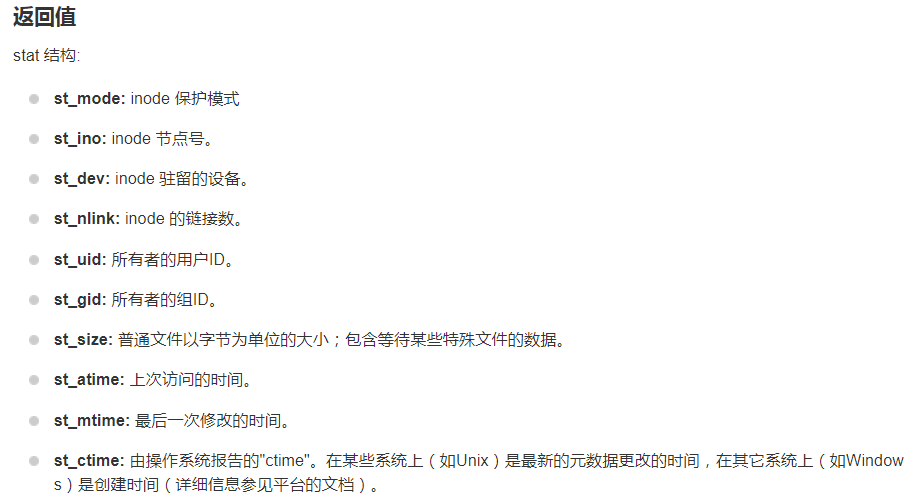 返回值
stat 结构:
st_mode: inode 保护模式
st_ino: inode 节点号。
st_dev: inode 驻留的设备。
st_nlink: inode 的链接数。
st_uid: 所有者的用户ID。
st_gid: 所有者的组ID。
st_size: 普通文件以字节为单位的大小；包含等待某些特殊文件的数据。
st_atime: 上次访问的时间。
st_mtime: 最后一次修改的时间。
st_ctime: 由操作系统报告的"ctime"。在某些系统上（如Unix）是最新的元数据更改的时间，在其它系统上（如Window
s）是创建时间（详细信息参见平台的文档）。